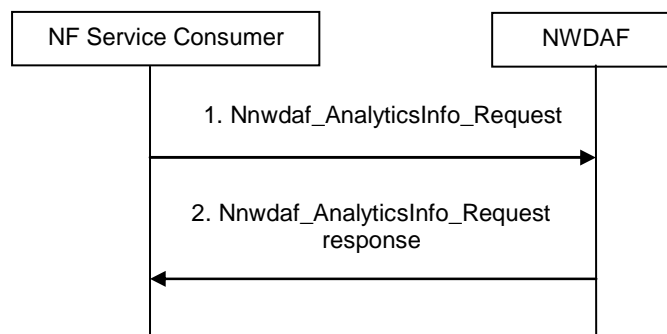 NF Service Consumer
NWDAF
1. Nnwdaf_AnalyticsInfo_Request
2. Nnwdaf_AnalyticsInfo_Request
response